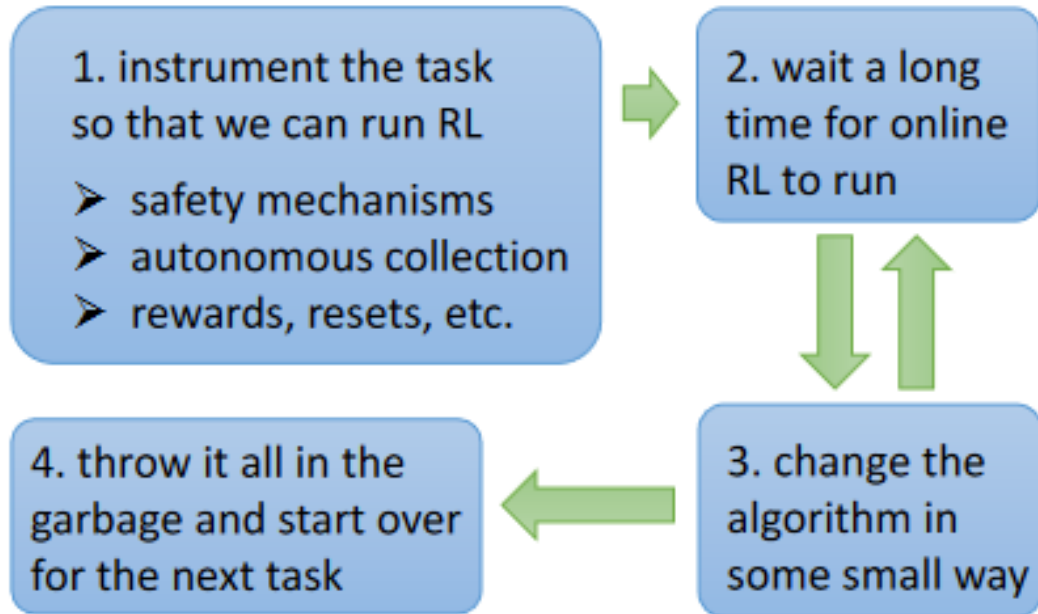 1. instrument the task
so that we can run RL
➢ safety mechanisms
➢ autonomous collection
➢ rewards, resets, etc.
2. wait a long
time for online
RL to run
3. change the
algorithm in
some small way
4. throw it all in the
garbage and start over
for the next task